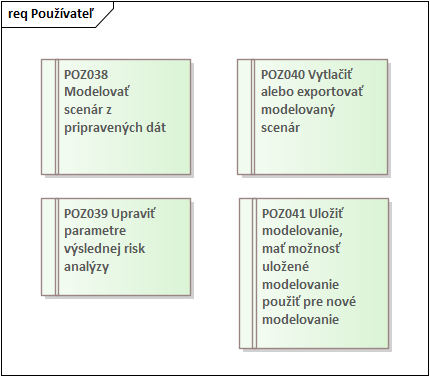 req Používateľ
POZ038
Modelovať
scenár z
pripravených dát
POZ040 Vytlačiť
alebo exportovať
modelovaný
scenár
POZ039 Upraviť
parametre
výslednej risk
analýzy
POZ041 Uložiť
modelovanie,
mať možnosť
uložené
modelovanie
použiť pre nové
modelovanie